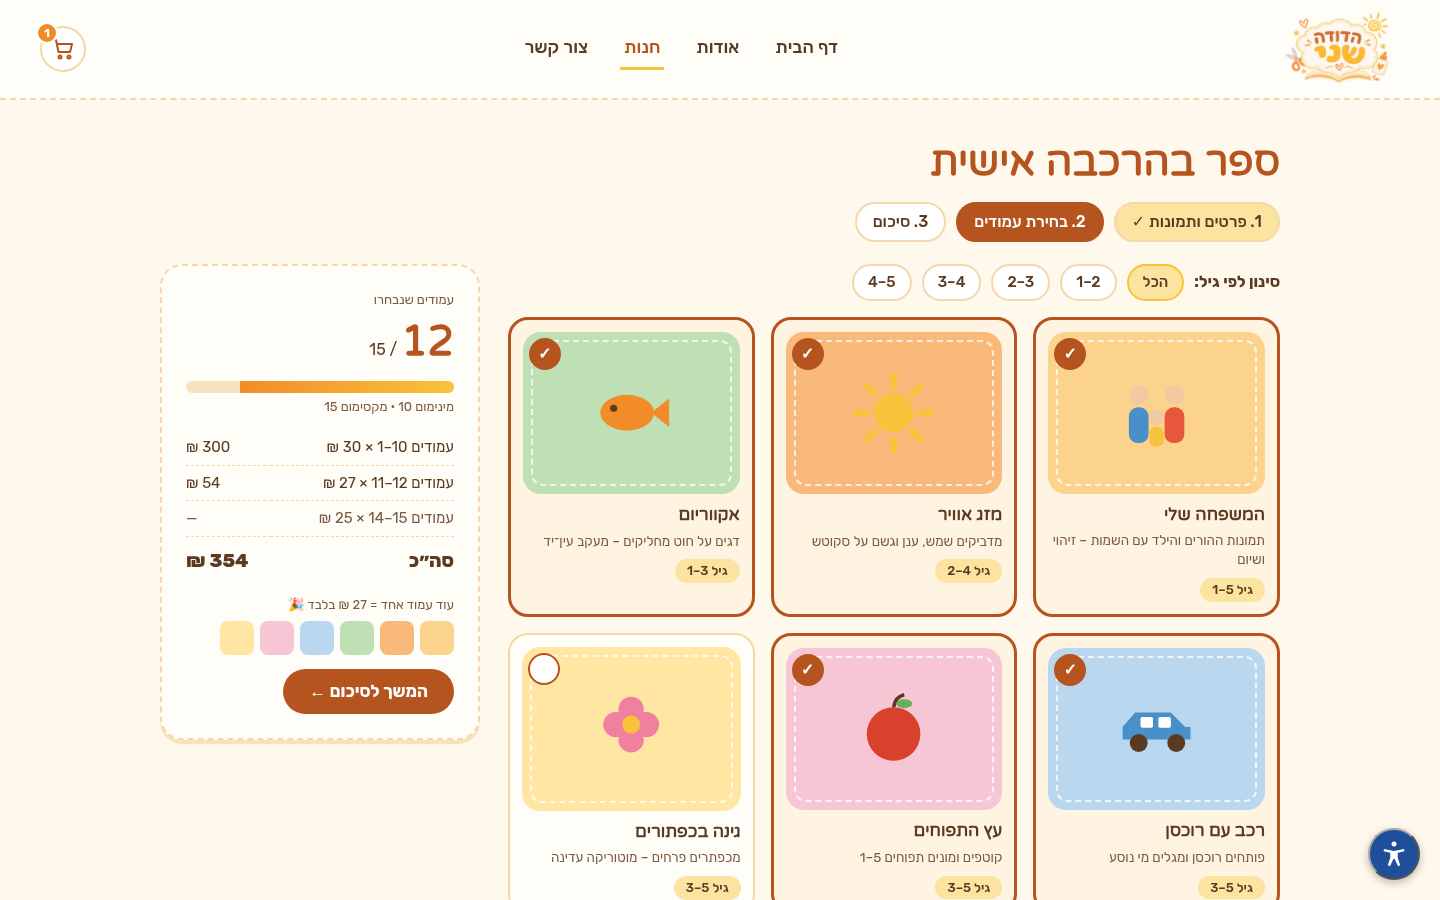 הדודה
שני
דף הבית
אודות
חנות
צור קשר
1
ספר בהרכבה אישית
1. פרטים ותמונות ✓
2. בחירת עמודים
3. סיכום
סינון לפי גיל:
הכל
1–2
2–3
3–4
4–5
✓
המשפחה שלי
תמונות ההורים והילד עם השמות – זיהוי
ושיום
גיל 1–5
✓
מזג אוויר
מדביקים שמש, ענן וגשם על סקוטש
גיל 2–4
✓
אקווריום
דגים על חוט מחליקים – מעקב עין־יד
גיל 1–3
✓
רכב עם רוכסן
פותחים רוכסן ומגלים מי נוסע
גיל 3–5
✓
עץ התפוחים
קוטפים ומונים תפוחים 1–5
גיל 3–5
גינה בכפתורים
מכפתרים פרחים – מוטוריקה עדינה
גיל 3–5
עמודים שנבחרו
12 / 15
מינימום 10 • מקסימום 15
עמודים 1–10 × 30 ₪
300 ₪
עמודים 11–12 × 27 ₪
54 ₪
עמודים 14–15 × 25 ₪
—
סה״כ
354 ₪
עוד עמוד אחד = 27 ₪ בלבד 🎉
המשך לסיכום ←